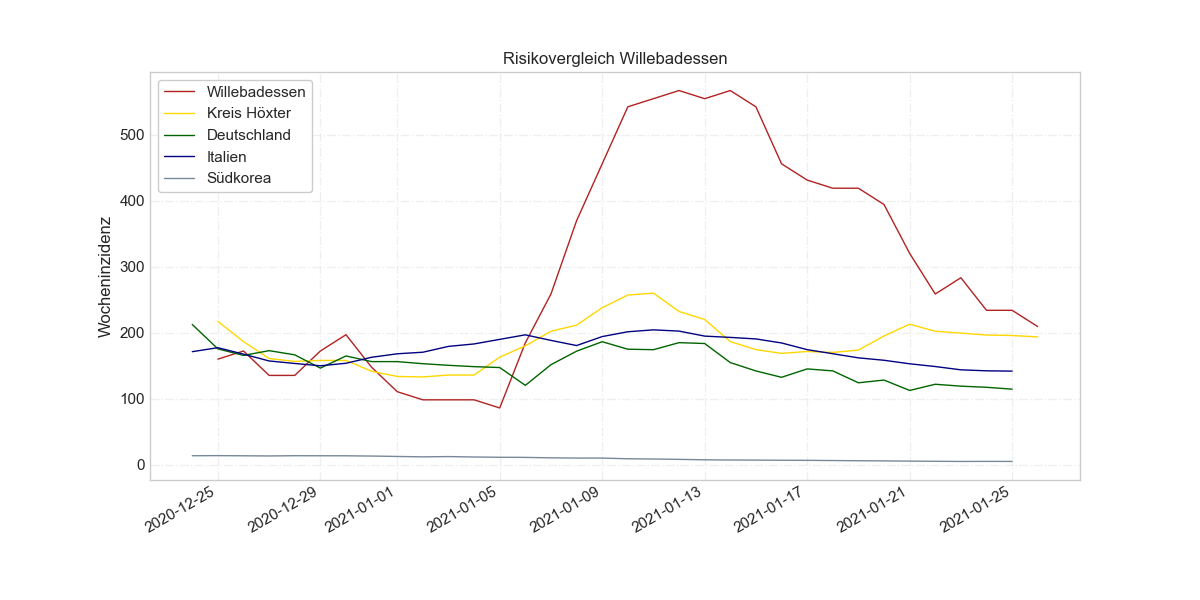 Risikovergleich Willebadessen
Willebadessen
Kreis Höxter
Deutschland
Italien
Südkorea
Wocheninzidenz
500
400
300
200
100
0
2020-12-25
2020-12-29
2021-01-01
2021-01-05
2021-01-09
2021-01-13
2021-01-17
2021-01-21
2021-01-25